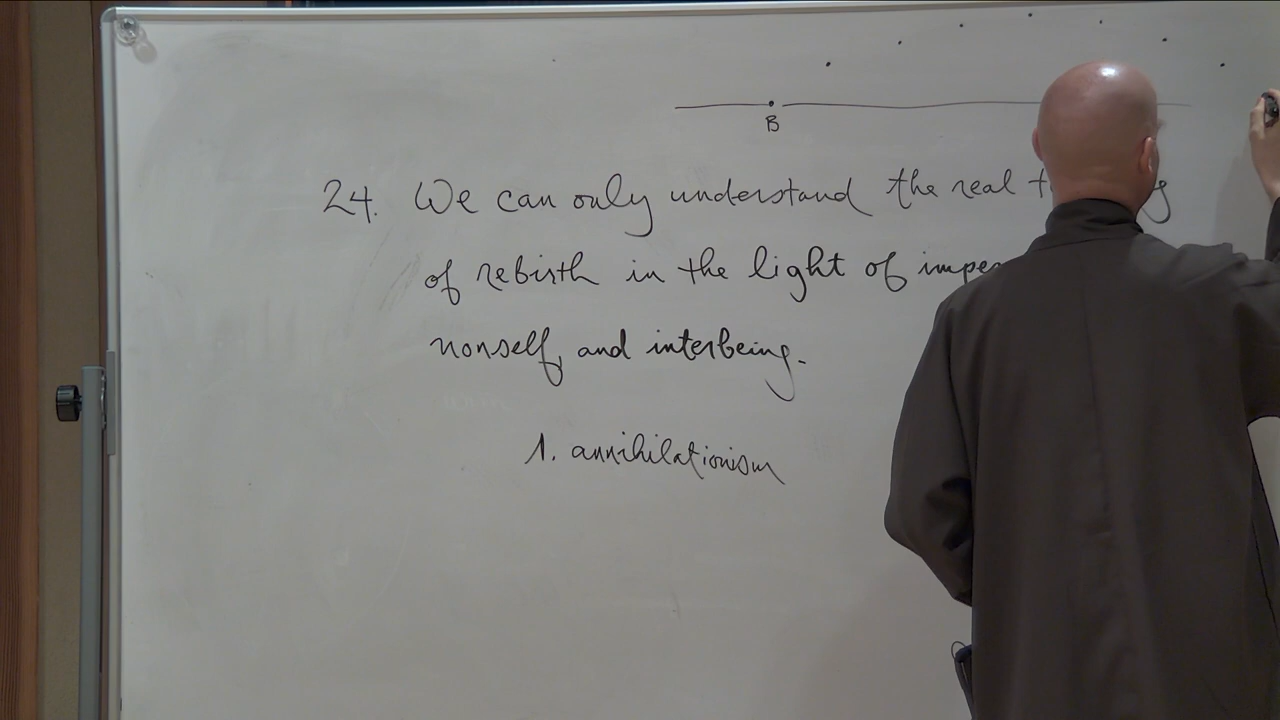 B
24. We can only understand the real
of rebirth in the light of
nonself, and interbeing.
1. annihilationism